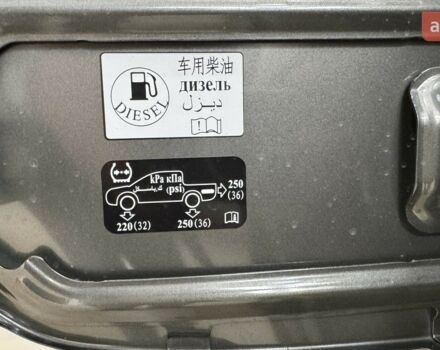 DIESEL
车用柴油
дизель
ديزل
kPa кПа
(psi)
250
(36)
220 (32)
250 (36)
a